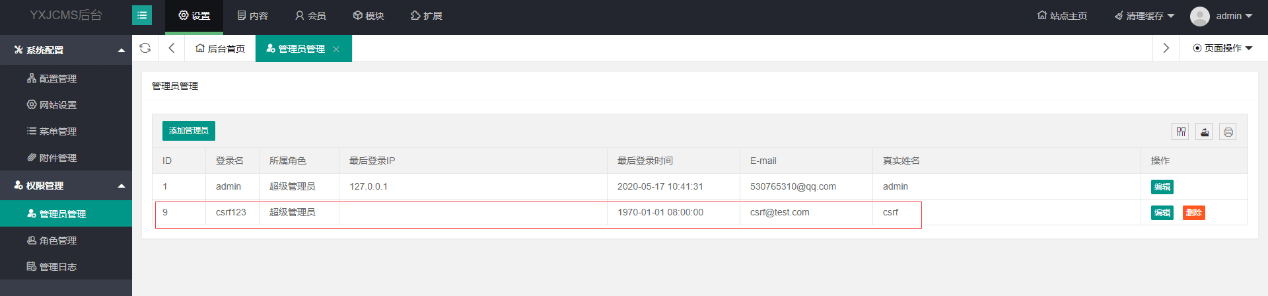 YXJCMS后台 设置 内容 会员 模块 扩展 站点主页 清理缓存 admin
系统配置
配置管理
网站设置
菜单管理
附件管理
权限管理
管理员管理
角色管理
管理日志
后台首页 管理员管理 页面操作
管理员管理
添加管理员
ID 登录名 所属角色 最后登录IP 最后登录时间 E-mail 真实姓名 操作
1 admin 超级管理员 127.0.0.1 2020-05-17 10:41:31 530765310@qq.com admin 编辑
9 csrf123 超级管理员 1970-01-01 08:00:00 csrf@test.com csrf 编辑 删除